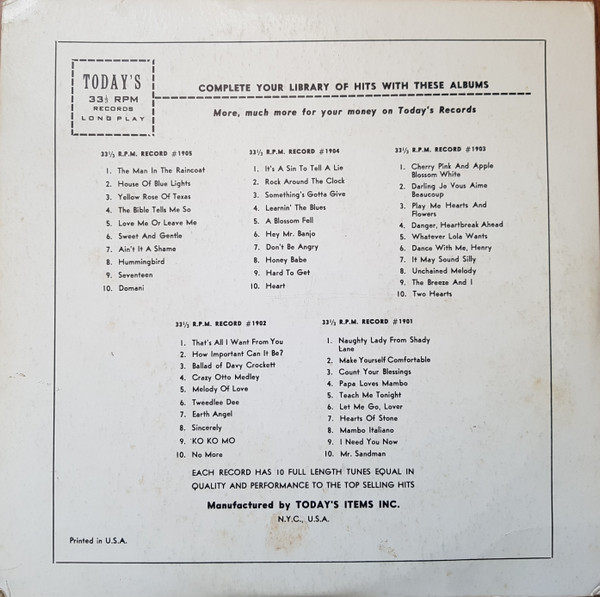 TODAY'S
33⅓ RPM
RECORDS
LONG PLAY
COMPLETE YOUR LIBRARY OF HITS WITH THESE ALBUMS
More, much more for your money on Today's Records
33⅓ R.P.M. RECORD #1905
1. The Man In The Raincoat
2. House Of Blue Lights
3. Yellow Rose Of Texas
4. The Bible Tells Me So
5. Love Me Or Leave Me
6. Sweet And Gentle
7. Ain't It A Shame
8. Hummingbird
9. Seventeen
10. Domani
33⅓ R.P.M. RECORD #1904
1. It's A Sin To Tell A Lie
2. Rock Around The Clock
3. Something's Gotta Give
4. Learnin' The Blues
5. A Blossom Fell
6. Hey Mr. Banjo
7. Don't Be Angry
8. Honey Babe
9. Hard To Get
10. Heart
33⅓ R.P.M. RECORD #1903
1. Cherry Pink And Apple
Blossom White
2. Darling Je Vous Aime
Beaucoup
3. Play Me Hearts And
Flowers
4. Danger, Heartbreak Ahead
5. Whatever Lola Wants
6. Dance With Me, Henry
7. It May Sound Silly
8. Unchained Melody
9. The Breeze And I
10. Two Hearts
33⅓ R.P.M. RECORD #1902
1. That's All I Want From You
2. How Important Can It Be?
3. Ballad of Davy Crockett
4. Crazy Otto Medley
5. Melody Of Love
6. Tweedlee Dee
7. Earth Angel
8. Sincerely
9. 'KO KO MO
10. No More
33⅓ R.P.M. RECORD #1901
1. Naughty Lady From Shady
Lane
2. Make Yourself Comfortable
3. Count Your Blessings
4. Papa Loves Mambo
5. Teach Me Tonight
6. Let Me Go, Lover
7. Hearts Of Stone
8. Mambo Italiano
9. I Need You Now
10. Mr. Sandman
EACH RECORD HAS 10 FULL LENGTH TUNES EQUAL IN
QUALITY AND PERFORMANCE TO THE TOP SELLING HITS
Manufactured by TODAY'S ITEMS INC.
N.Y.C., U.S.A.
Printed in U.S.A.